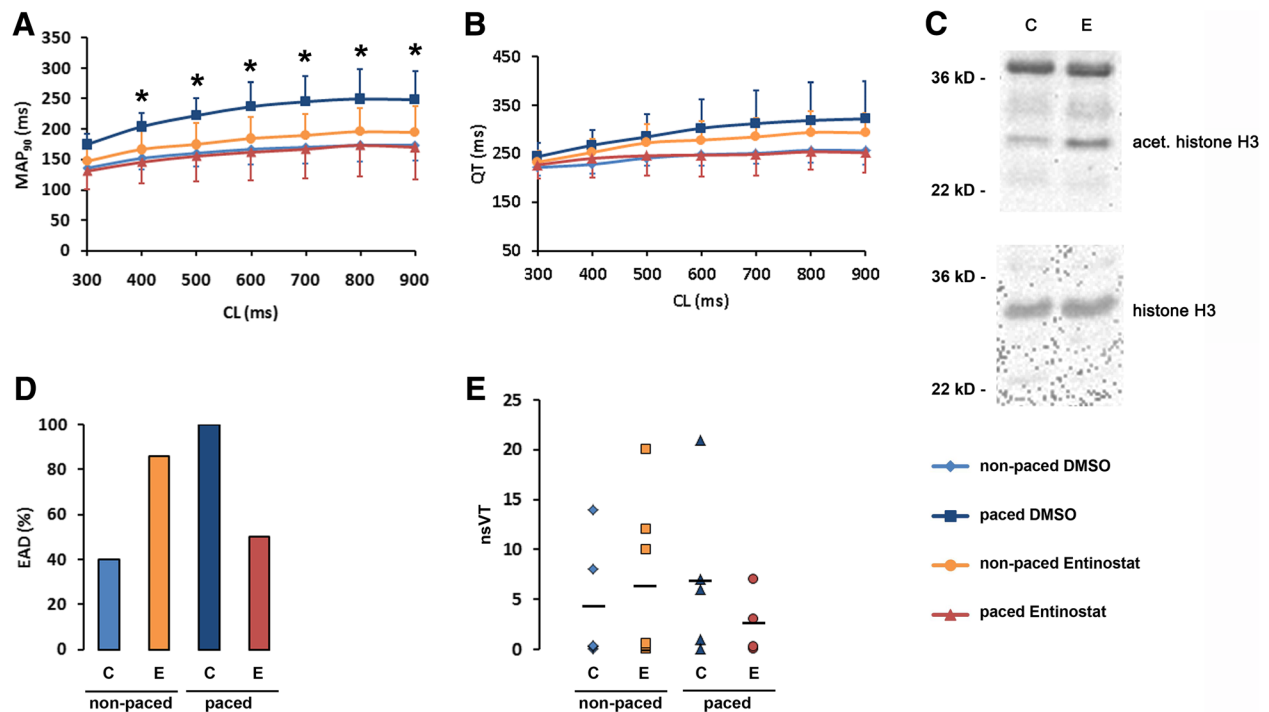 A
350
300
250
200
150
100
50
0
MAP90 (ms)
* * * * * *
300 400 500 600 700 800 900
CL (ms)
B
450
350
250
150
50
QT (ms)
300 400 500 600 700 800 900
CL (ms)
C
C E
36 kD -
acet. histone H3
22 kD -
36 kD -
histone H3
22 kD -
D
100
80
60
40
20
0
EAD (%)
C E C E
non-paced paced
E
25
20
15
10
5
0
nsVT
C E C E
non-paced paced
non-paced DMSO
paced DMSO
non-paced Entinostat
paced Entinostat